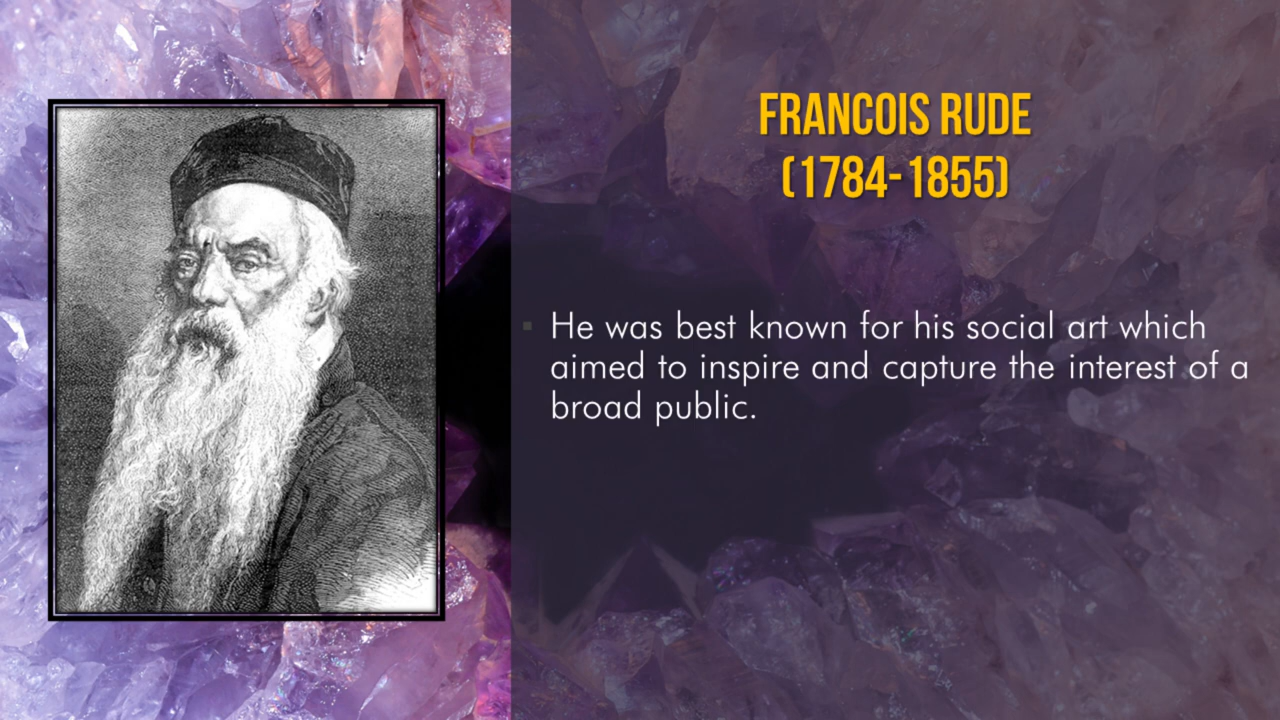 FRANCOIS RUDE
(1784-1855)
He was best known for his social art which
aimed to inspire and capture the interest of a
broad public.